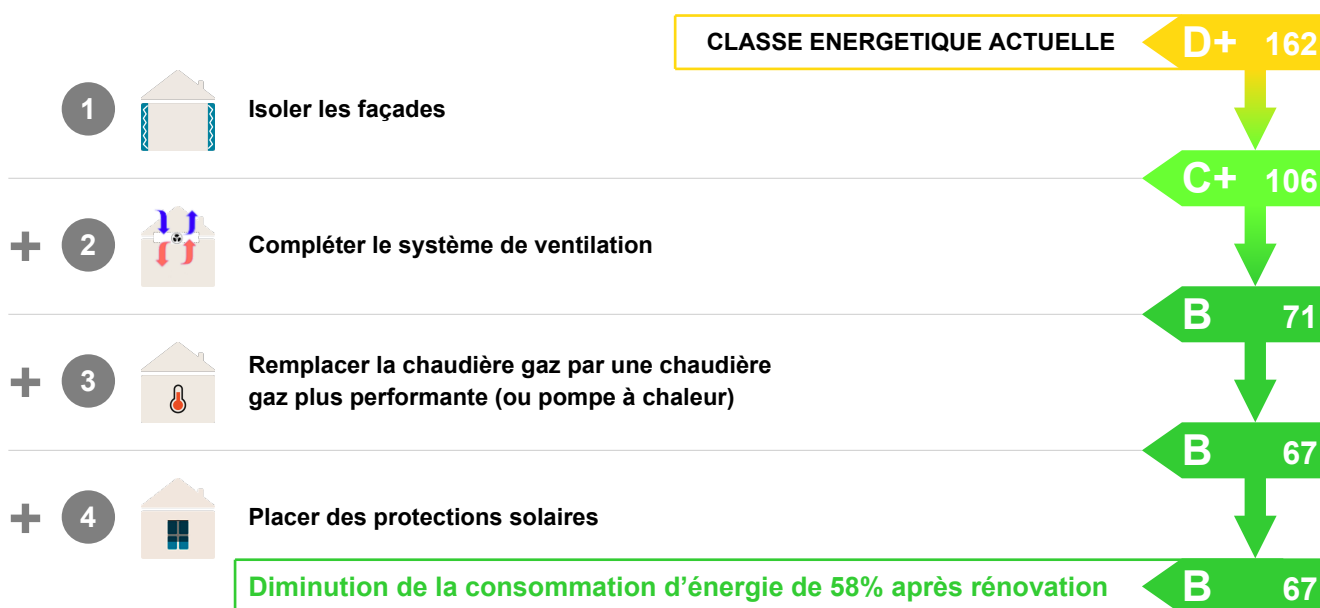 CLASSE ENERGETIQUE ACTUELLE D+ 162
1 Isoler les façades
C+ 106
+ 2 Compléter le système de ventilation
B 71
+ 3 Remplacer la chaudière gaz par une chaudière
gaz plus performante (ou pompe à chaleur)
B 67
+ 4 Placer des protections solaires
Diminution de la consommation d’énergie de 58% après rénovation B 67